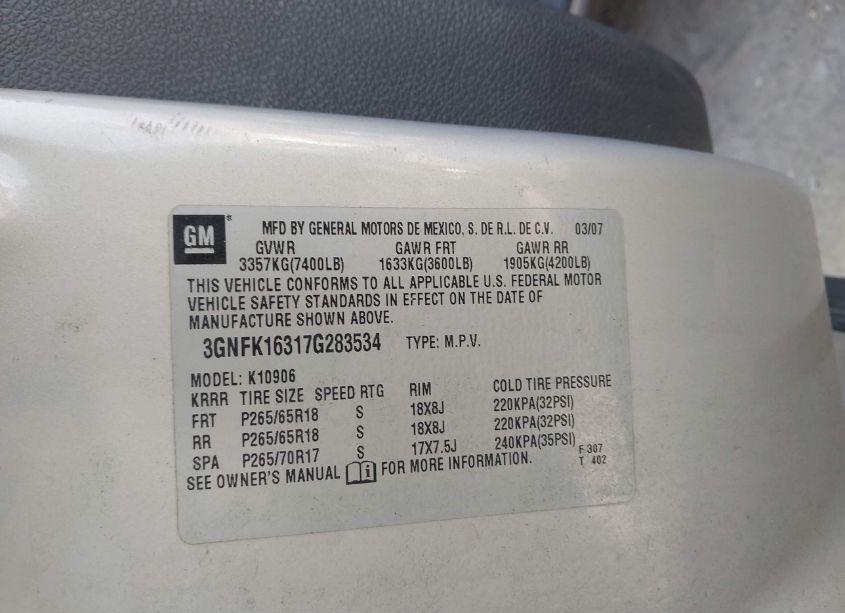 GM® MFD BY GENERAL MOTORS DE MEXICO, S. DE R.L. DE C.V. 03/07
GVWR GAWR FRT GAWR RR
3357KG(7400LB) 1633KG(3600LB) 1905KG(4200LB)
THIS VEHICLE CONFORMS TO ALL APPLICABLE U.S. FEDERAL MOTOR
VEHICLE SAFETY STANDARDS IN EFFECT ON THE DATE OF
MANUFACTURE SHOWN ABOVE.
3GNFK16317G283534 TYPE: M.P.V.
MODEL: K10906
KRRR TIRE SIZE SPEED RTG RIM COLD TIRE PRESSURE
FRT P265/65R18 S 18X8J 220KPA(32PSI)
RR P265/65R18 S 18X8J 220KPA(32PSI)
SPA P265/70R17 S 17X7.5J 240KPA(35PSI) F 307
T 402
SEE OWNER'S MANUAL FOR MORE INFORMATION.